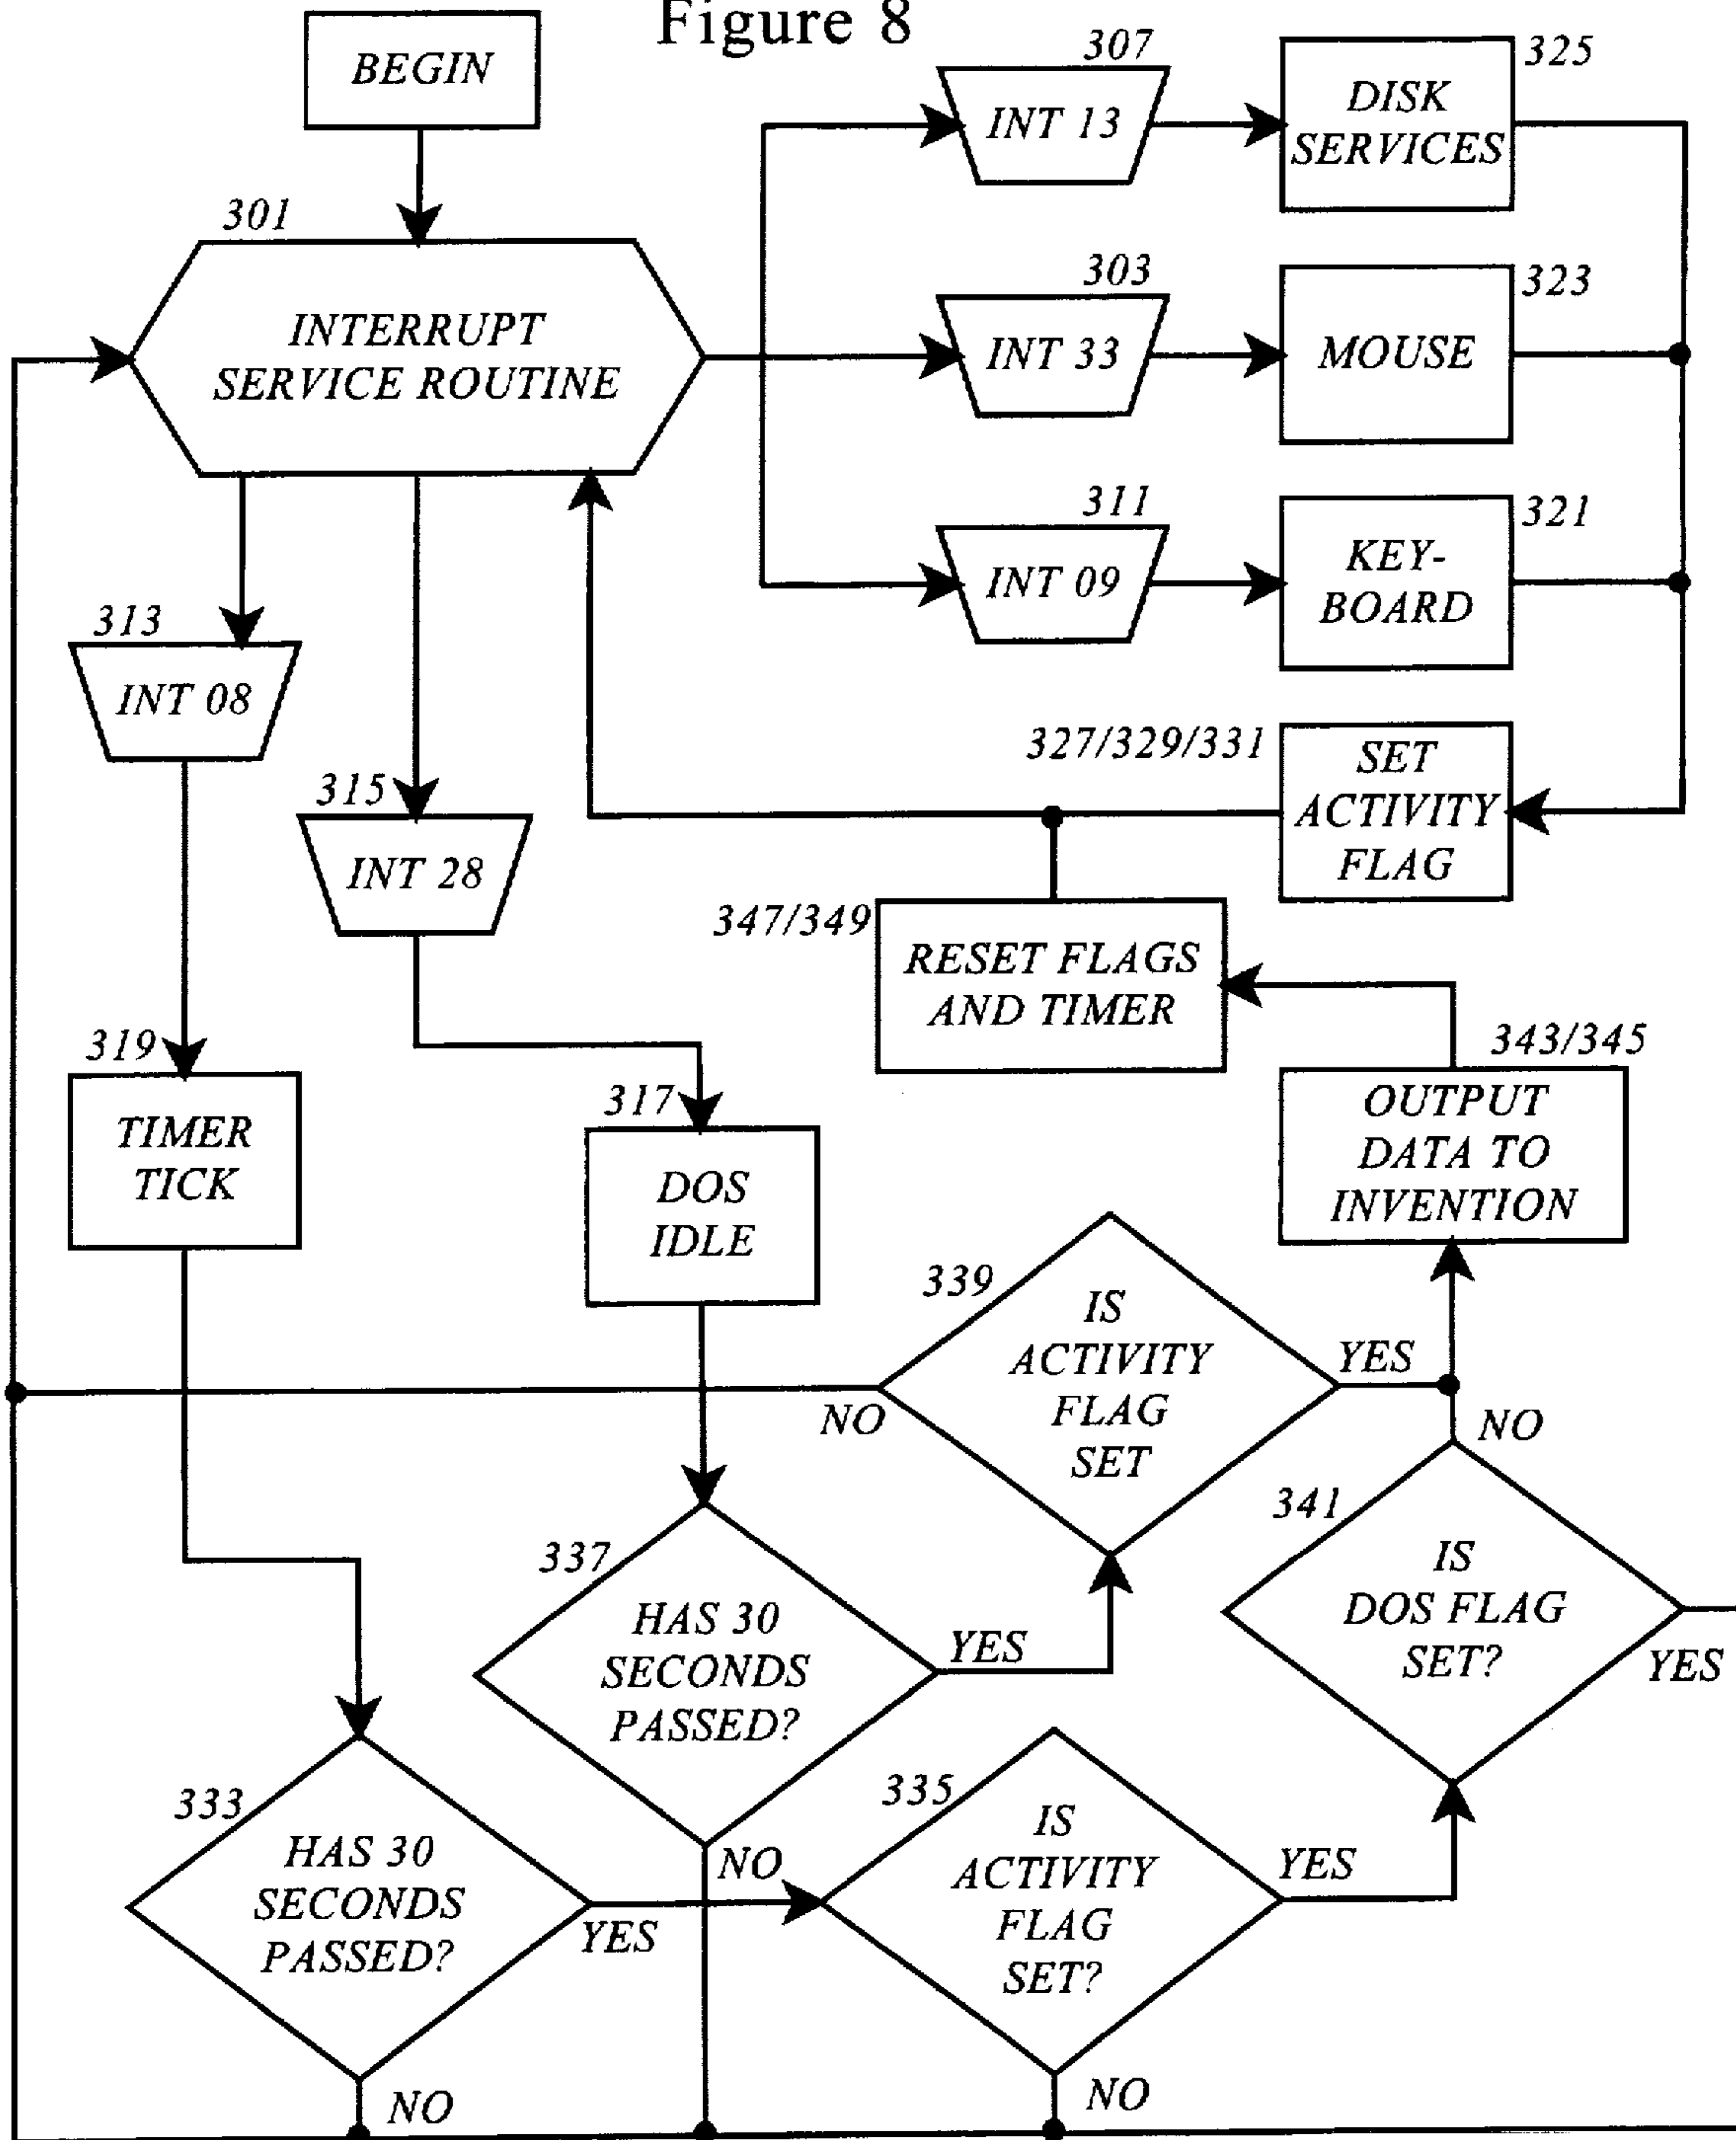 Figure 8
BEGIN
301
INTERRUPT
SERVICE ROUTINE
307
INT 13
325
DISK
SERVICES
303
INT 33
323
MOUSE
311
INT 09
321
KEY-
BOARD
313
INT 08
315
INT 28
327/329/331
SET
ACTIVITY
FLAG
347/349
RESET FLAGS
AND TIMER
343/345
OUTPUT
DATA TO
INVENTION
319
TIMER
TICK
317
DOS
IDLE
339
IS
ACTIVITY
FLAG
SET
YES
NO
NO
341
IS
DOS FLAG
SET?
YES
337
HAS 30
SECONDS
PASSED?
YES
NO
333
HAS 30
SECONDS
PASSED?
YES
NO
335
IS
ACTIVITY
FLAG
SET?
YES
NO